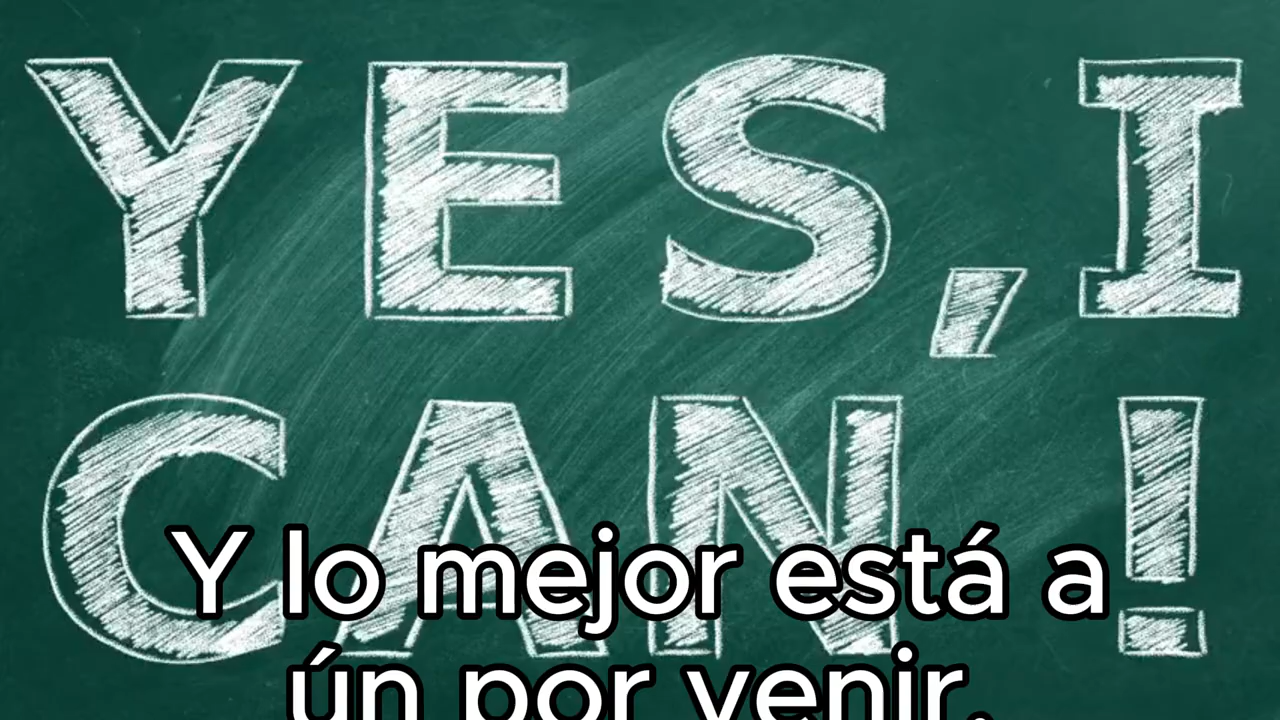 YES, I
CAN !
Y lo mejor está a
ún por venir.